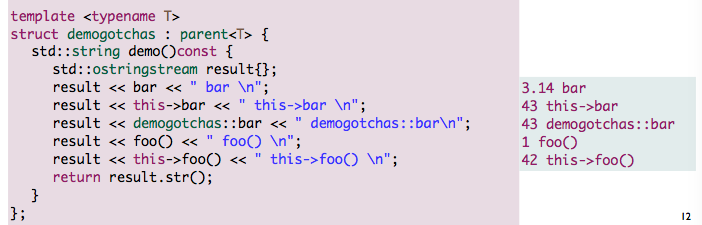 template <typename T>
struct demogotchas : parent<T> {
std::string demo()const {
std::ostringstream result{};
result << bar << " bar \n";
result << this->bar << " this->bar \n";
result << demogotchas::bar << " demogotchas::bar\n";
result << foo() << " foo() \n";
result << this->foo() << " this->foo() \n";
return result.str();
}
};
3.14 bar
43 this->bar
43 demogotchas::bar
1 foo()
42 this->foo()
12